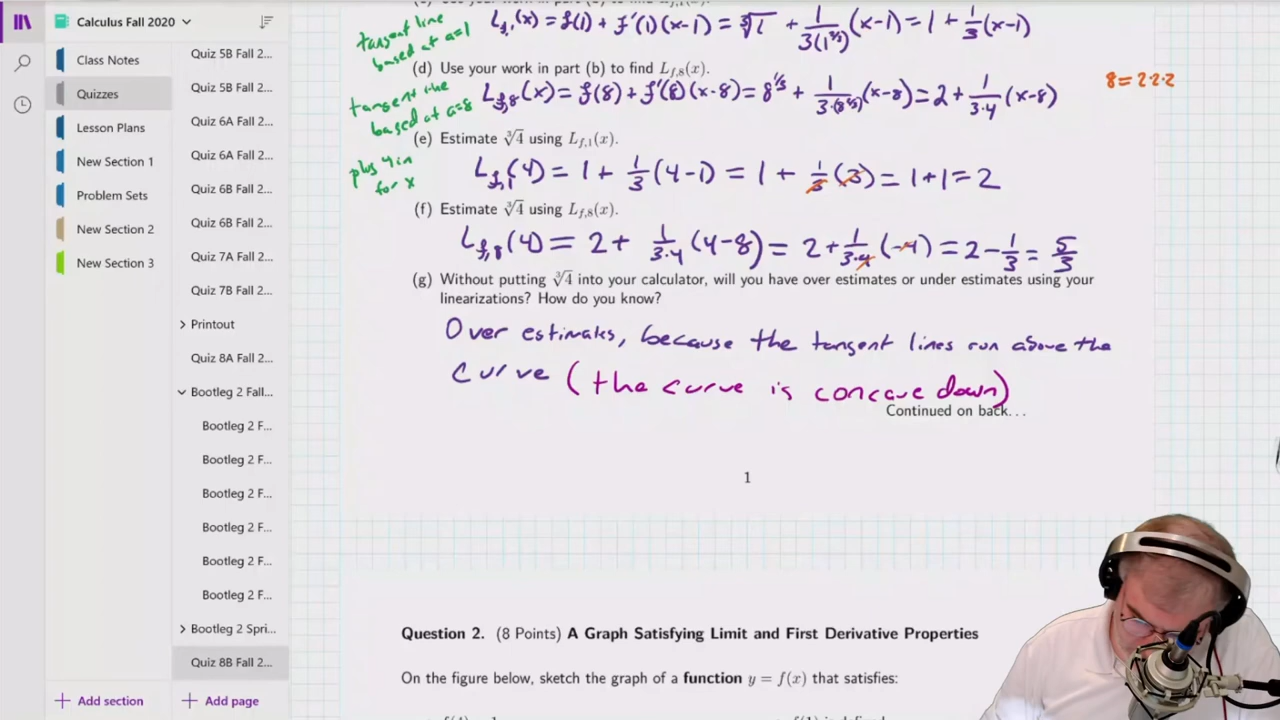 Calculus Fall 2020
Class Notes
Quizzes
Lesson Plans
New Section 1
Problem Sets
New Section 2
New Section 3
Add section
Quiz 5B Fall 2...
Quiz 5B Fall 2...
Quiz 6A Fall 2...
Quiz 6A Fall 2...
Quiz 6B Fall 2...
Quiz 6B Fall 2...
Quiz 7A Fall 2...
Quiz 7B Fall 2...
Printout
Quiz 8A Fall 2...
Bootleg 2 Fall...
Bootleg 2 F...
Bootleg 2 F...
Bootleg 2 F...
Bootleg 2 F...
Bootleg 2 F...
Bootleg 2 F...
Bootleg 2 Spri...
Quiz 8B Fall 2...
Add page
tangent line
based at a=1
L_{f,1}(x) = f(1) + f'(1)(x-1) = ∛1 + 1/(3(1^{2/3}))(x-1) = 1 + 1/3(x-1)
(d) Use your work in part (b) to find L_{f,8}(x).
8=2·2·2
tangent line
based at a=8
L_{f,8}(x) = f(8) + f'(8)(x-8) = 8^{1/3} + 1/(3·(8^{2/3}))(x-8) = 2 + 1/(3·4)(x-8)
(e) Estimate ∛4 using L_{f,1}(x).
plug 4 in
for x
L_{f,1}(4) = 1 + 1/3(4-1) = 1 + 1/3(3) = 1+1 = 2
(f) Estimate ∛4 using L_{f,8}(x).
L_{f,8}(4) = 2 + 1/(3·4)(4-8) = 2 + 1/(3·4)(-4) = 2 - 1/3 = 5/3
(g) Without putting ∛4 into your calculator, will you have over estimates or under estimates using your
linearizations? How do you know?
Over estimates, because the tangent lines run above the
curve (the curve is concave down)
Continued on back...
1
Question 2. (8 Points) A Graph Satisfying Limit and First Derivative Properties
On the figure below, sketch the graph of a function y = f(x) that satisfies: